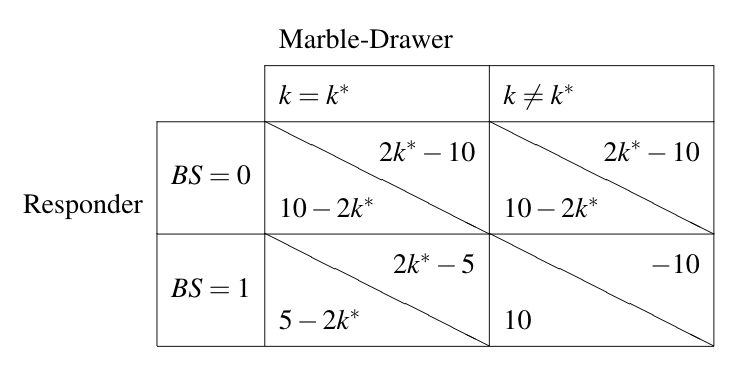 Marble-Drawer
k = k* k ≠ k*
2k* − 10 2k* − 10
BS = 0
10 − 2k* 10 − 2k*
Responder
2k* − 5 −10
BS = 1
5 − 2k* 10